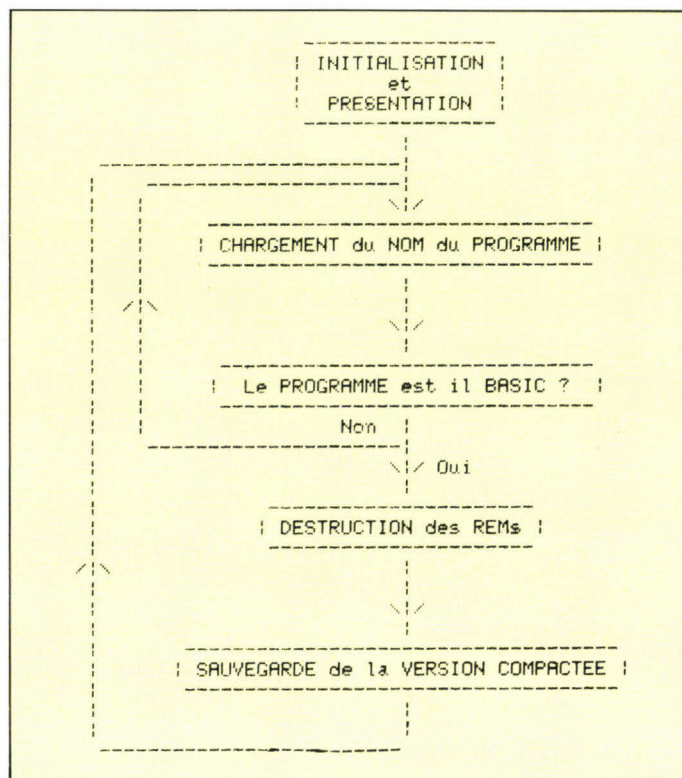 INITIALISATION
et
PRESENTATION
CHARGEMENT du NOM du PROGRAMME
Le PROGRAMME est il BASIC ?
Non
Oui
DESTRUCTION des REMs
SAUVEGARDE de la VERSION COMPACTEE